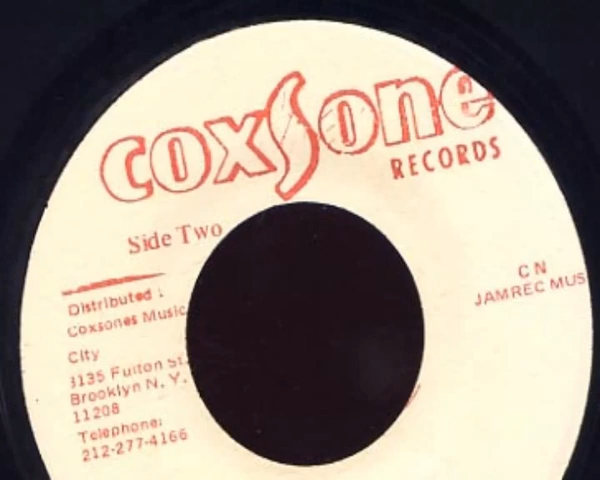 coxsone
RECORDS
Side Two
Distributed :
Coxsones Music
City
3135 Fulton St.
Brooklyn N. Y.
11208
Telephone:
212-277-4166
C N
JAMREC MUS